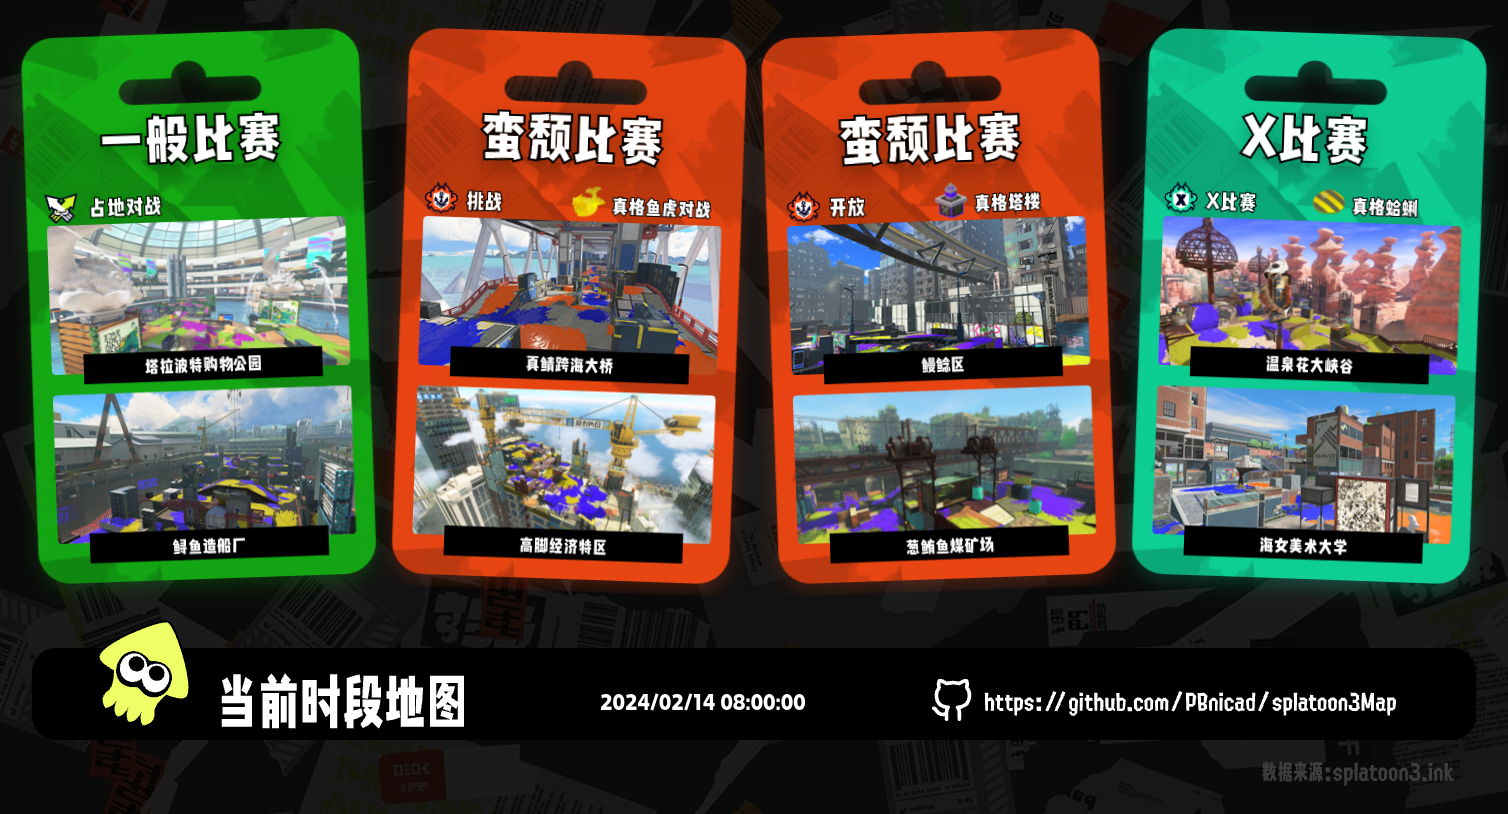 一般比赛
占地对战
塔拉波特购物公园
鲟鱼造船厂
蛮颓比赛
挑战
真格鱼虎对战
真鲭跨海大桥
高脚经济特区
蛮颓比赛
开放
真格塔楼
鳗鲶区
葱鲔鱼煤矿场
X比赛
X比赛
真格蛤蜊
温泉花大峡谷
海女美术大学
当前时段地图
2024/02/14 08:00:00
https://github.com/PBnicad/splatoon3Map
数据来源:splatoon3.ink